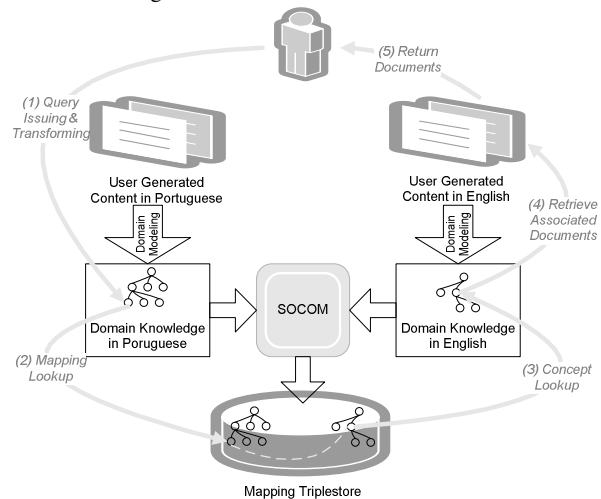 (5) Return
Documents
(1) Query
Issuing &
Transforming
User Generated
Content in Portuguese
User Generated
Content in English
(4) Retrieve
Associated
Documents
Domain
Modeling
Domain
Modeling
Domain Knowledge
in Poruguese
SOCOM
Domain Knowledge
in English
(2) Mapping
Lookup
(3) Concept
Lookup
Mapping Triplestore